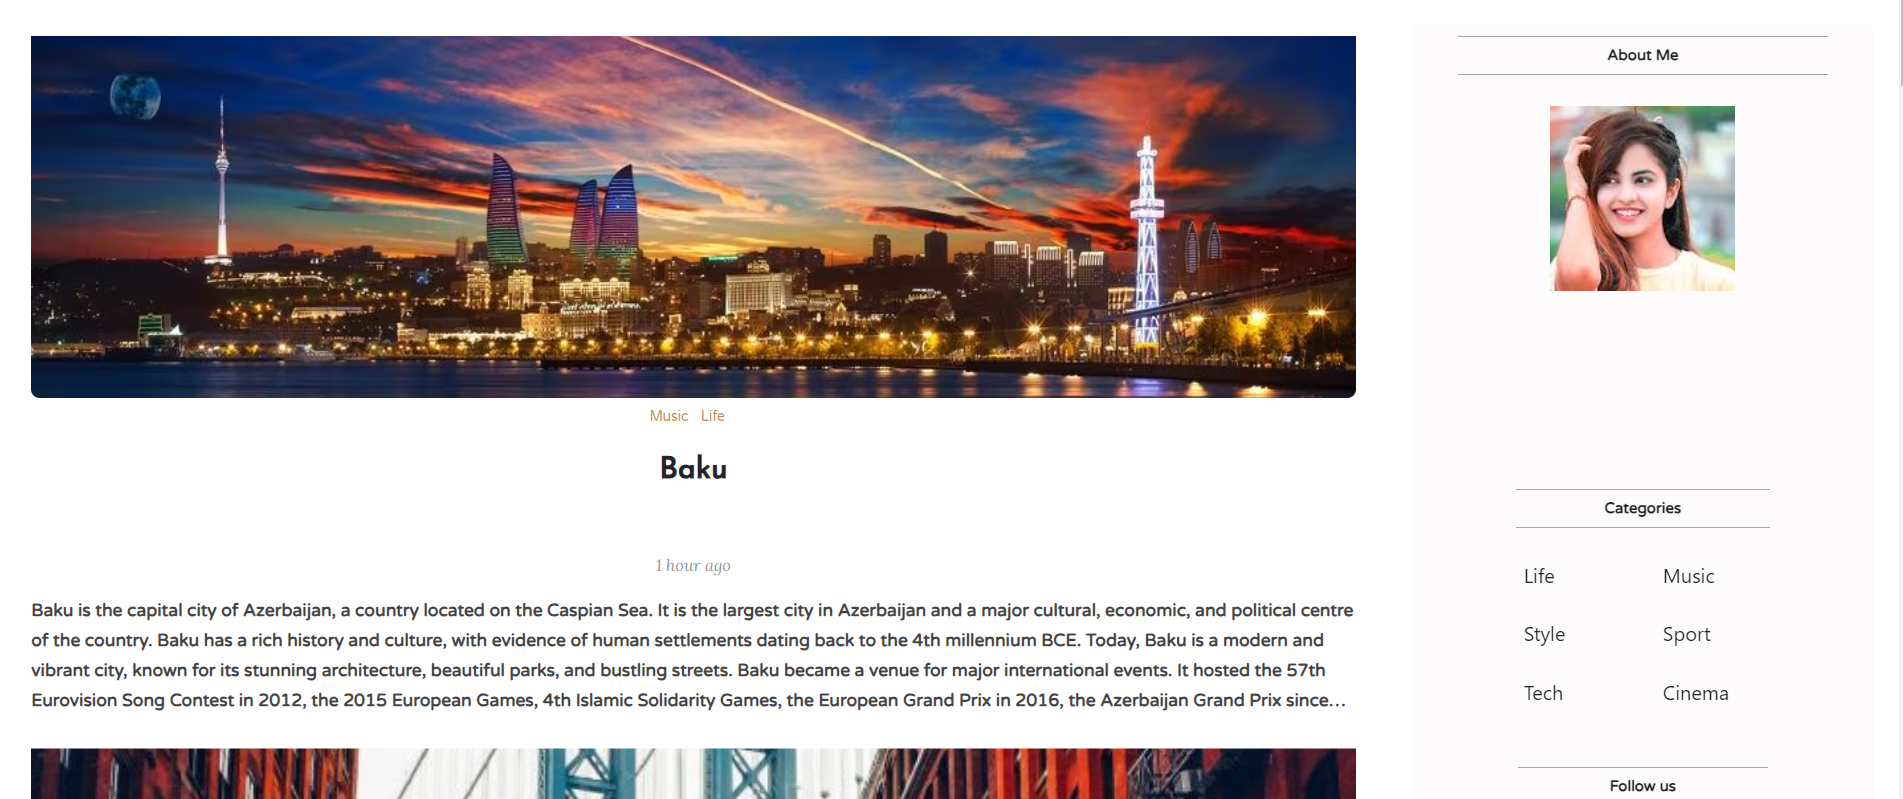 Music Life
Baku
1 hour ago
Baku is the capital city of Azerbaijan, a country located on the Caspian Sea. It is the largest city in Azerbaijan and a major cultural, economic, and political centre
of the country. Baku has a rich history and culture, with evidence of human settlements dating back to the 4th millennium BCE. Today, Baku is a modern and
vibrant city, known for its stunning architecture, beautiful parks, and bustling streets. Baku became a venue for major international events. It hosted the 57th
Eurovision Song Contest in 2012, the 2015 European Games, 4th Islamic Solidarity Games, the European Grand Prix in 2016, the Azerbaijan Grand Prix since...
About Me
Categories
Life Music
Style Sport
Tech Cinema
Follow us